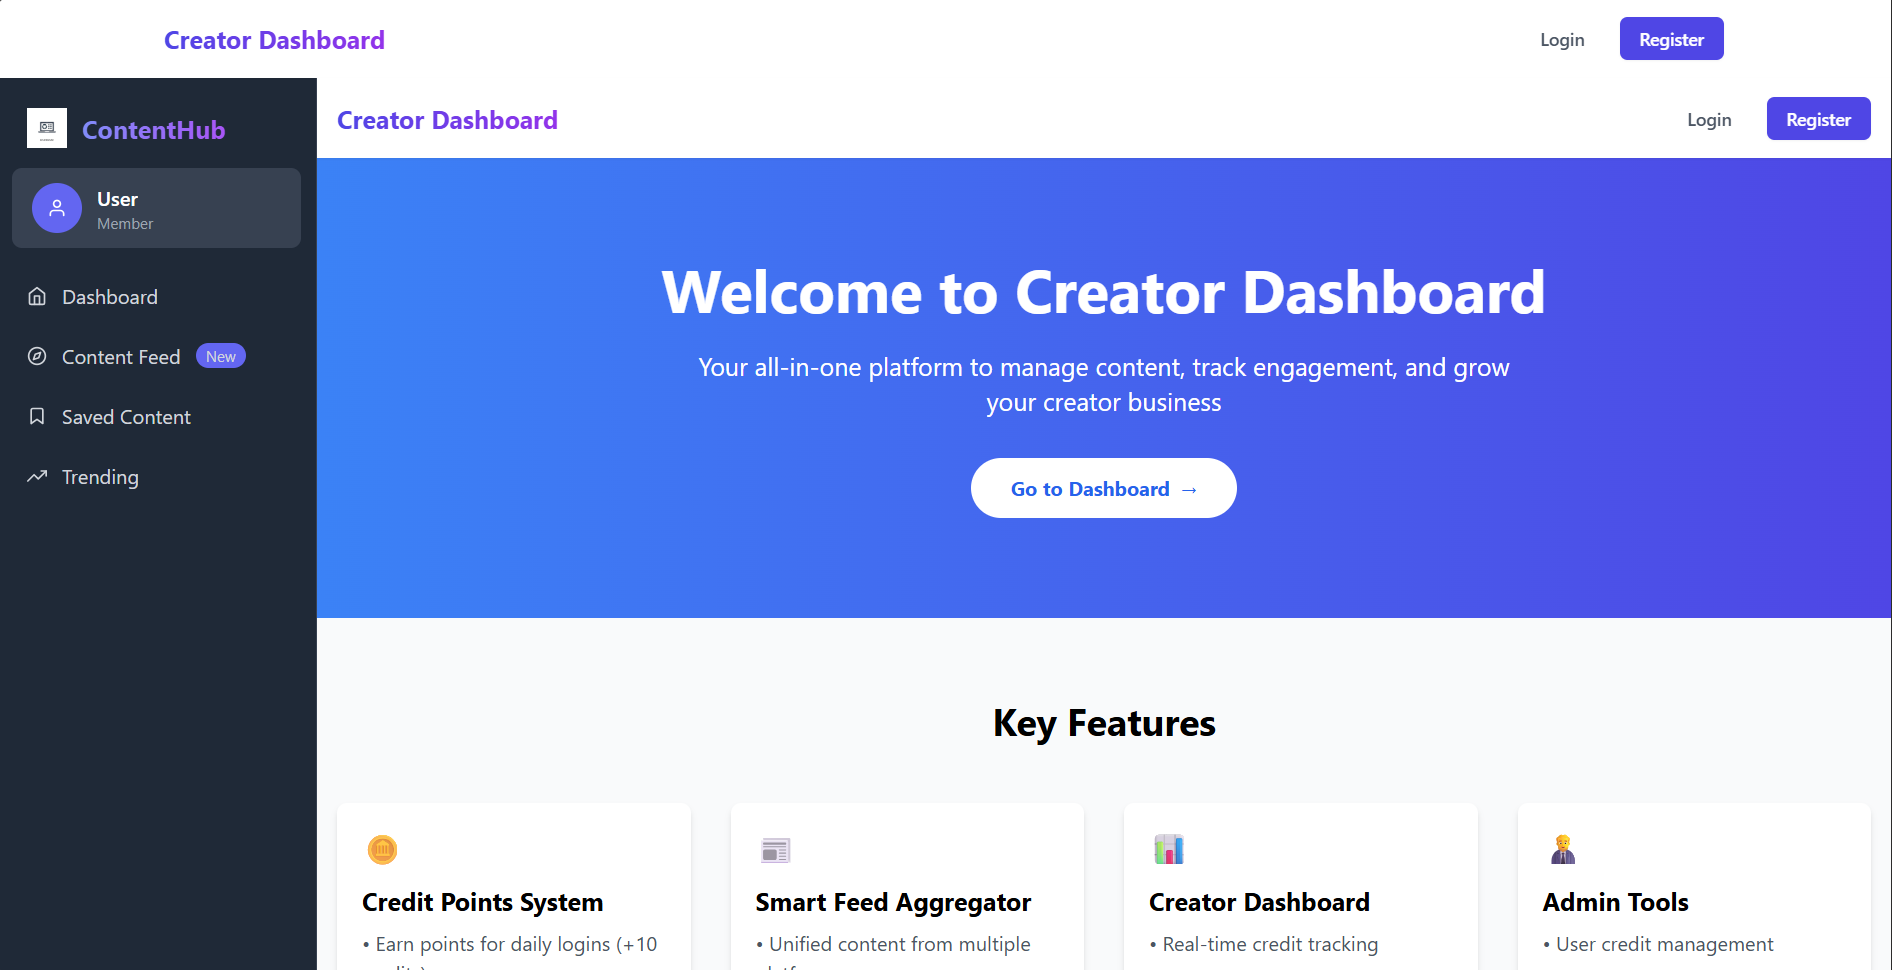 Creator Dashboard
Login
Register
ContentHub
User
Member
Dashboard
Content Feed New
Saved Content
Trending
Creator Dashboard
Login
Register
Welcome to Creator Dashboard
Your all-in-one platform to manage content, track engagement, and grow
your creator business
Go to Dashboard →
Key Features
Credit Points System
• Earn points for daily logins (+10
Smart Feed Aggregator
• Unified content from multiple
Creator Dashboard
• Real-time credit tracking
Admin Tools
• User credit management